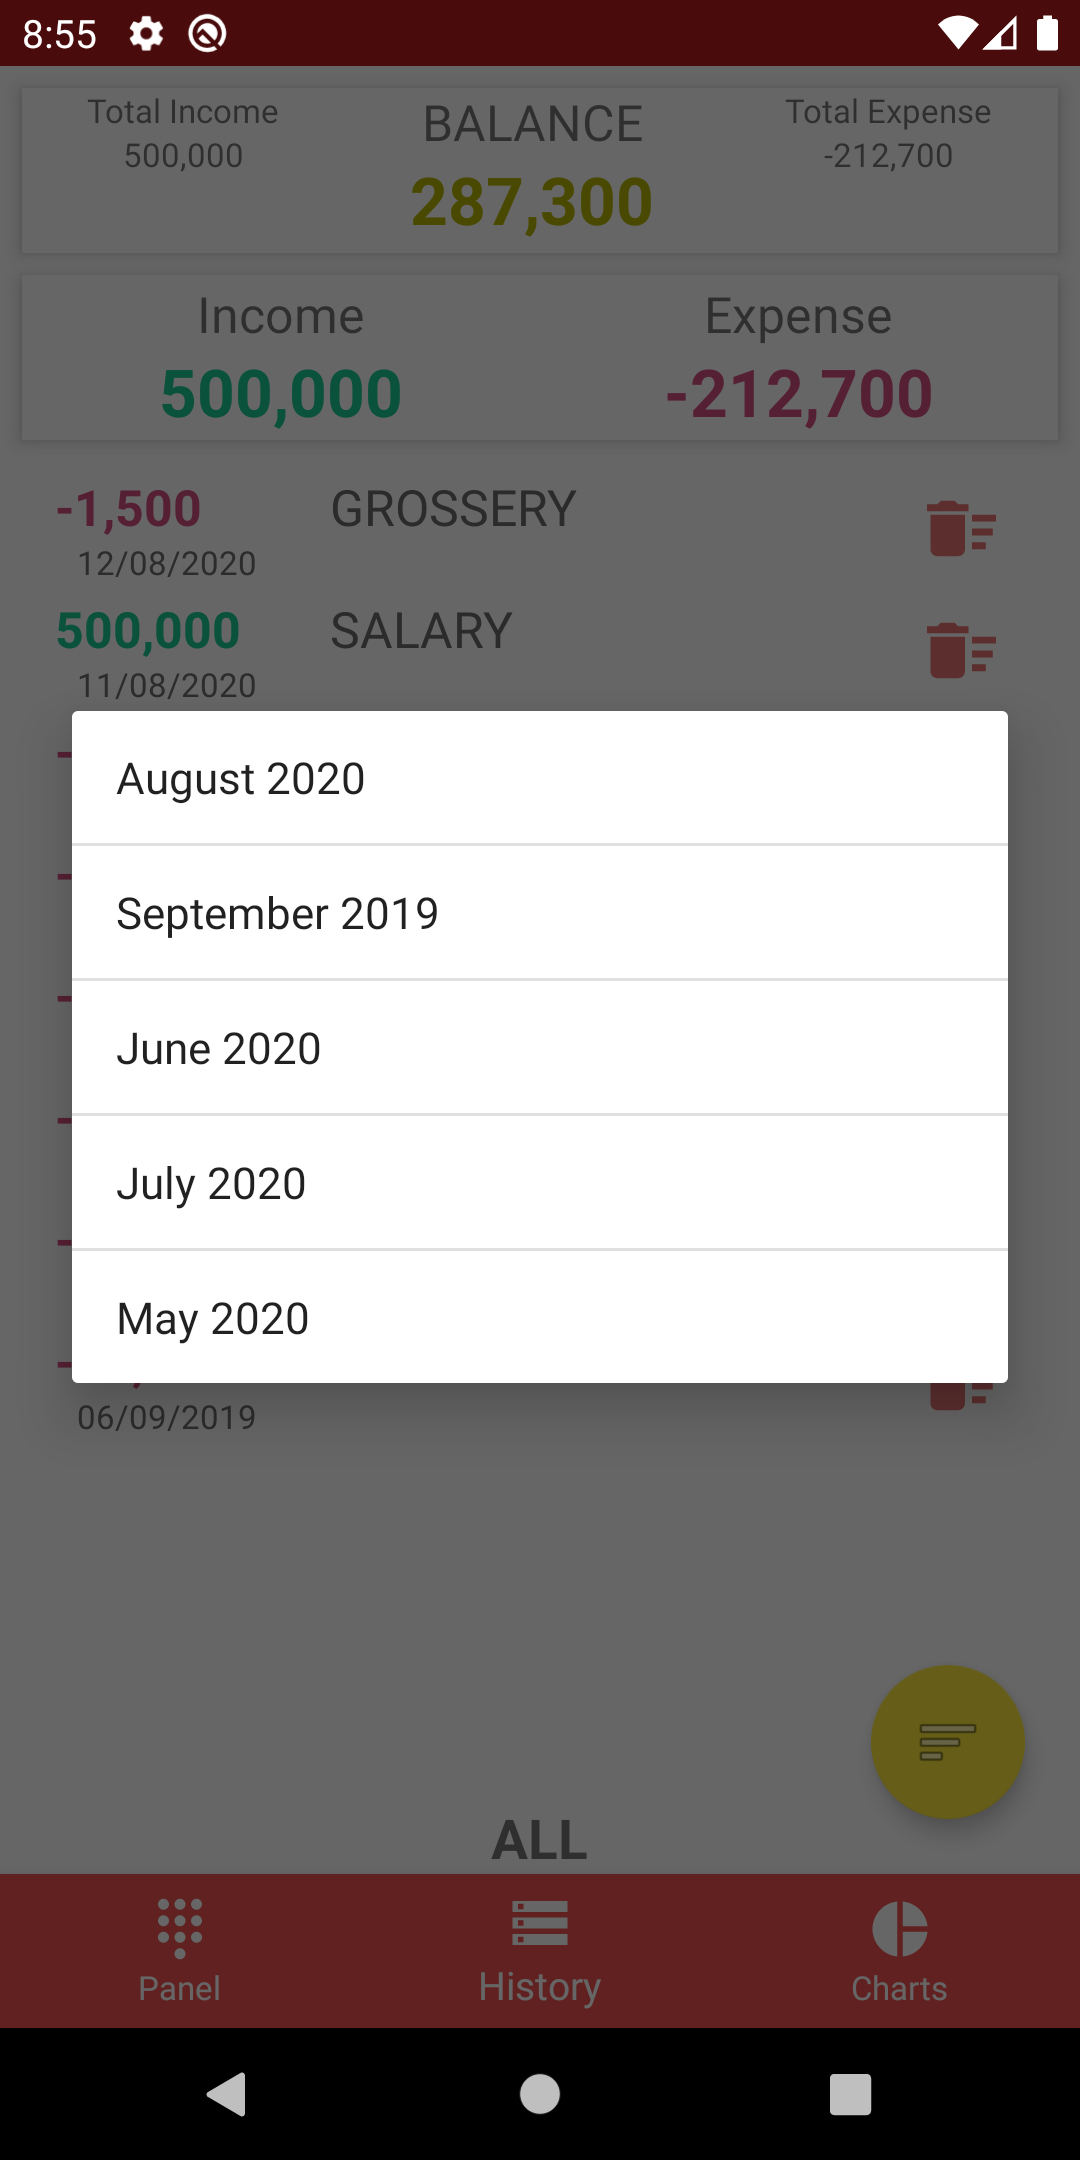 8:55
Total Income
500,000
BALANCE
287,300
Total Expense
-212,700
Income
500,000
Expense
-212,700
-1,500
GROSSERY
12/08/2020
500,000
SALARY
11/08/2020
August 2020
September 2019
June 2020
July 2020
May 2020
06/09/2019
ALL
Panel
History
Charts